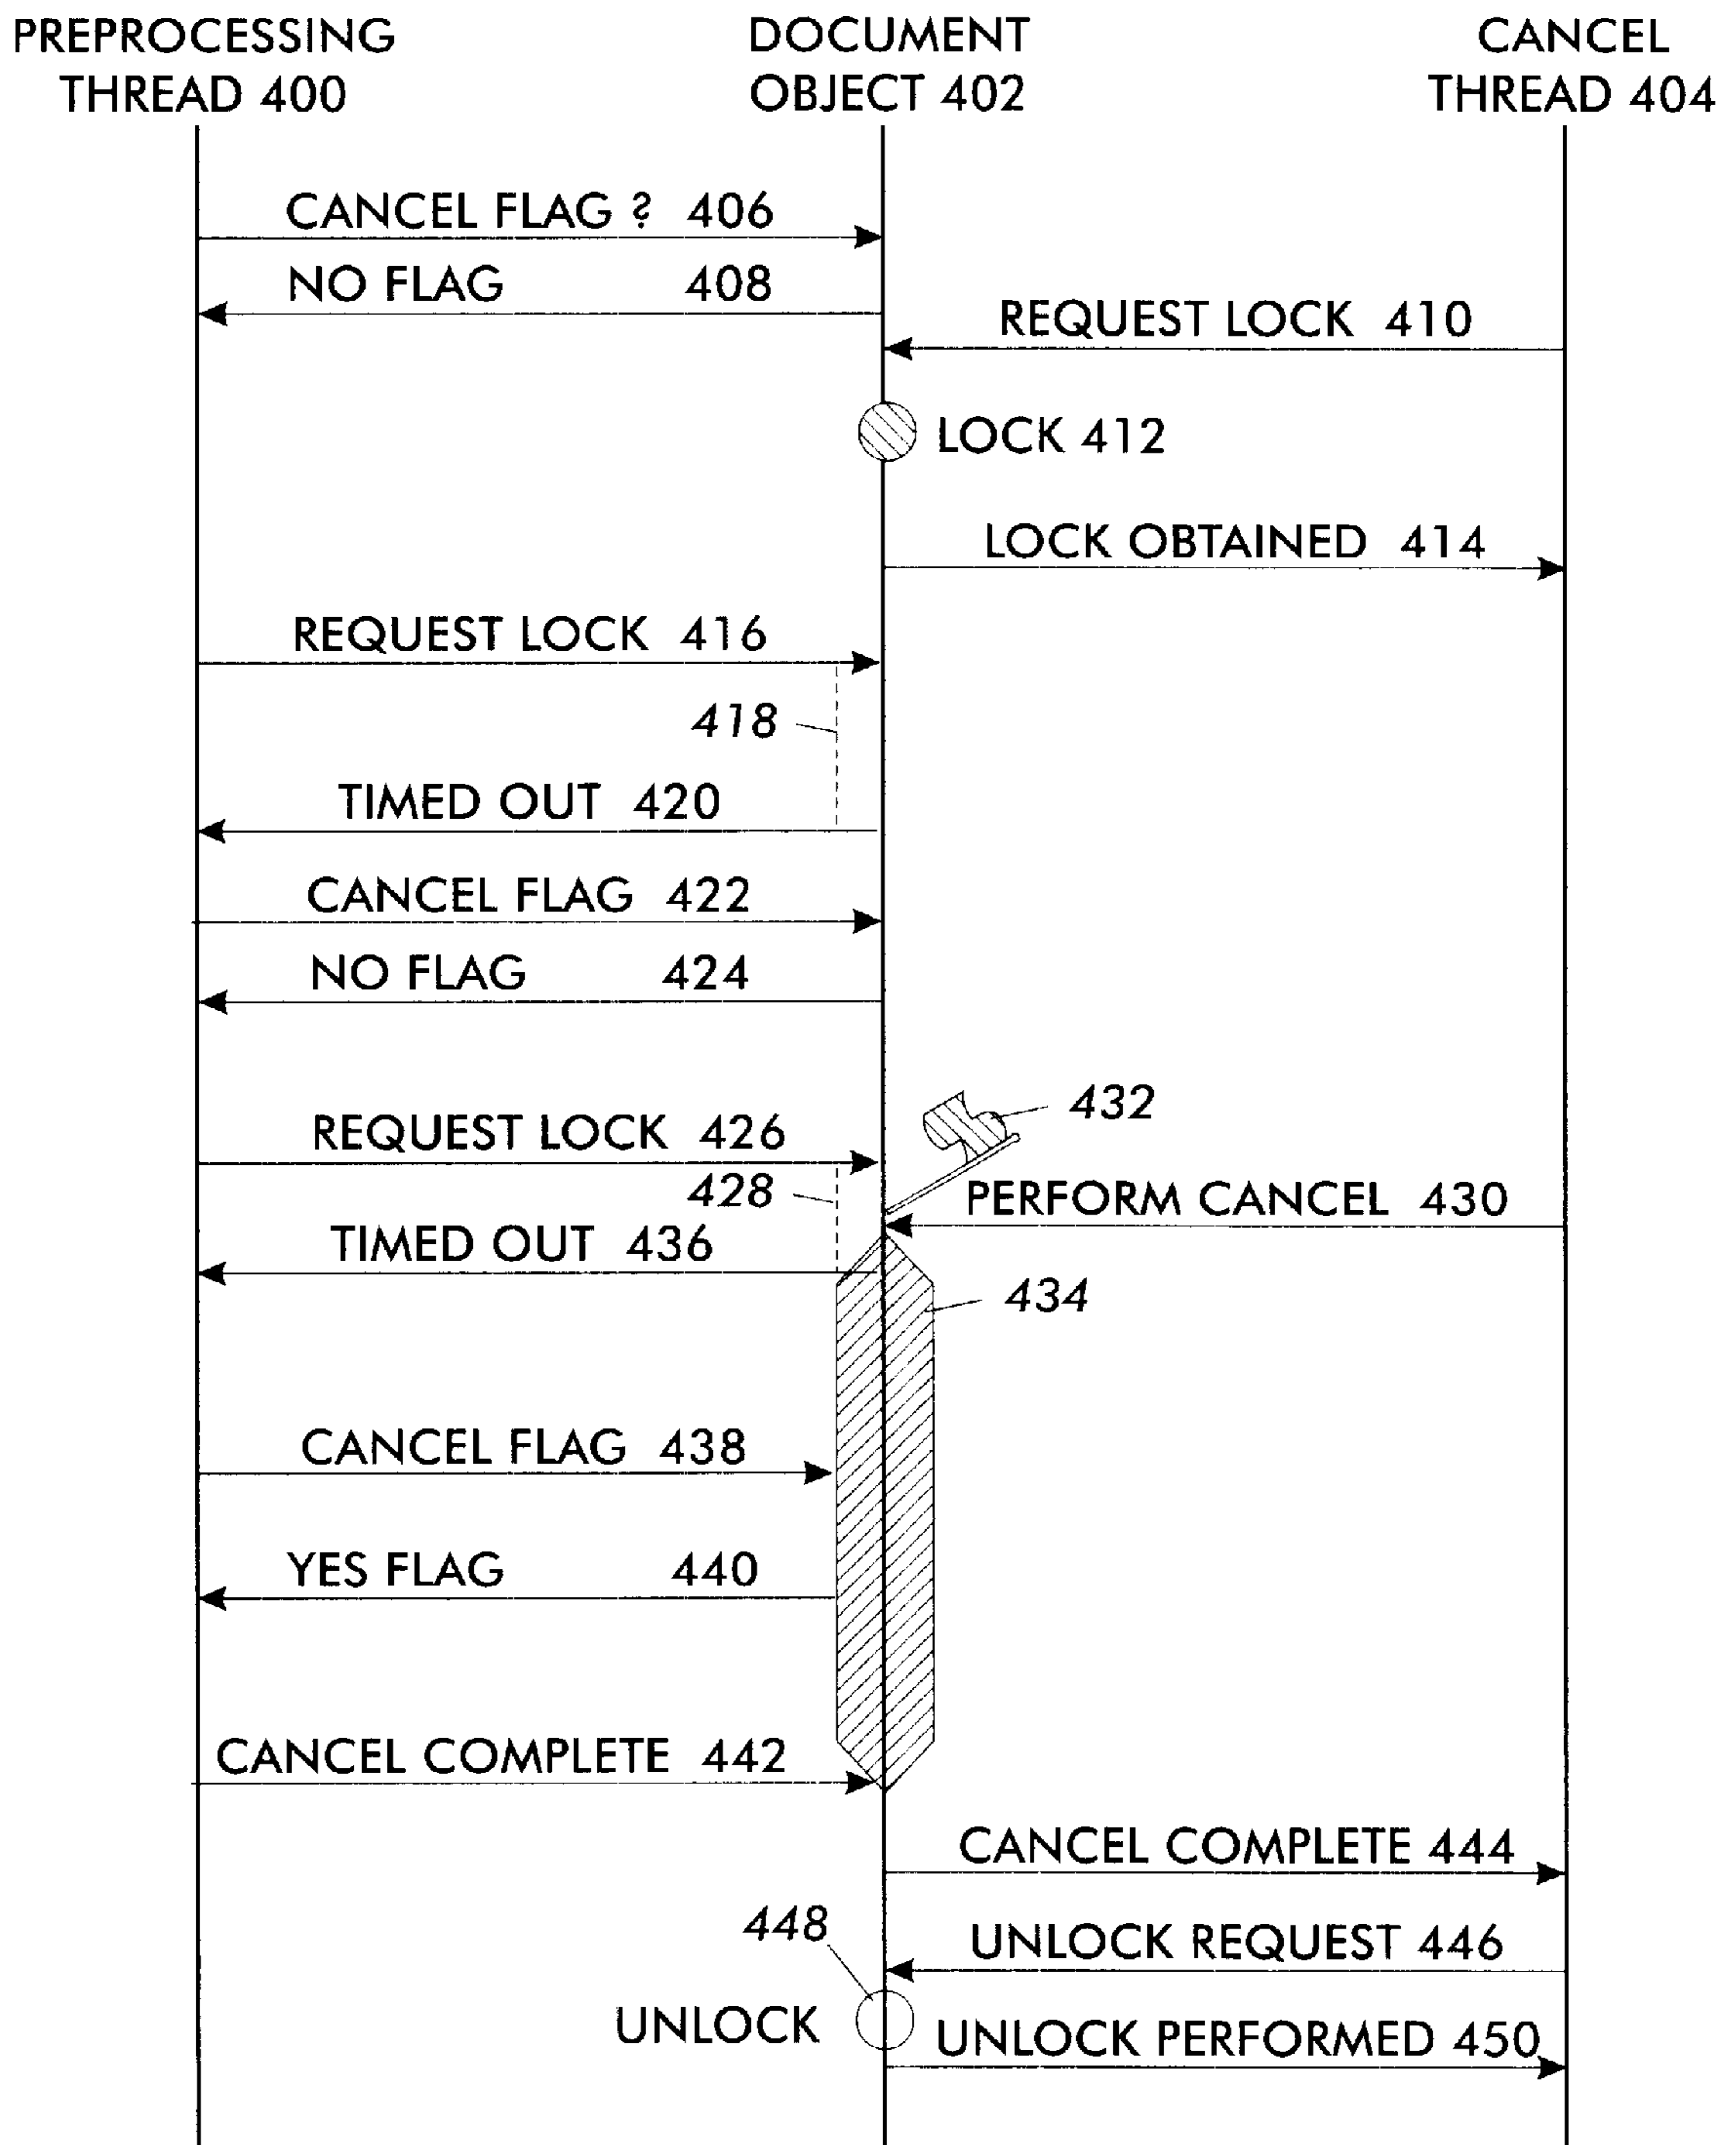 PREPROCESSING
THREAD 400
DOCUMENT
OBJECT 402
CANCEL
THREAD 404
CANCEL FLAG ? 406
NO FLAG 408
REQUEST LOCK 410
LOCK 412
LOCK OBTAINED 414
REQUEST LOCK 416
418
TIMED OUT 420
CANCEL FLAG 422
NO FLAG 424
432
REQUEST LOCK 426
428
PERFORM CANCEL 430
TIMED OUT 436
434
CANCEL FLAG 438
YES FLAG 440
CANCEL COMPLETE 442
CANCEL COMPLETE 444
448
UNLOCK REQUEST 446
UNLOCK
UNLOCK PERFORMED 450